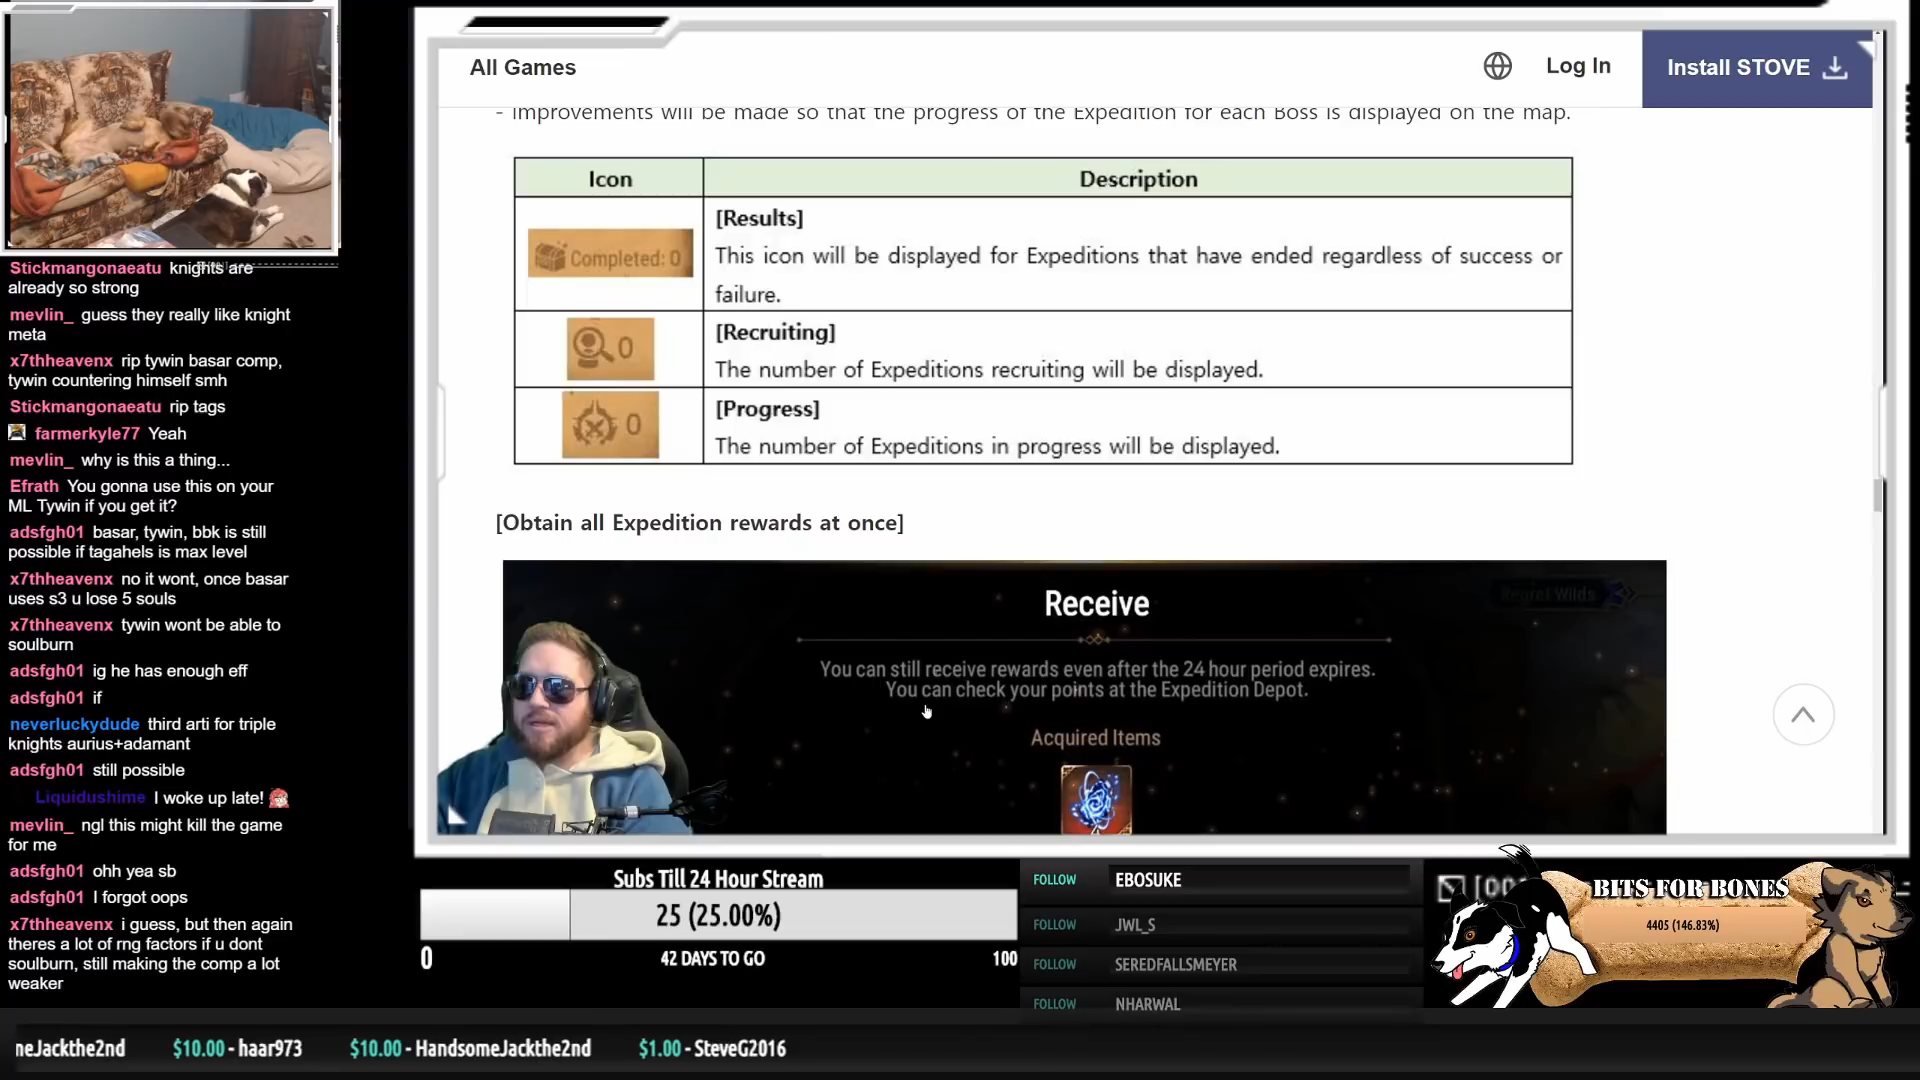 All Games
Log In
Install STOVE
- Improvements will be made so that the progress of the Expedition for each Boss is displayed on the map.
Icon
Description
Completed: 0
[Results]
This icon will be displayed for Expeditions that have ended regardless of success or
failure.
0
[Recruiting]
The number of Expeditions recruiting will be displayed.
0
[Progress]
The number of Expeditions in progress will be displayed.
[Obtain all Expedition rewards at once]
Receive
Regret Wilds
You can still receive rewards even after the 24 hour period expires.
You can check your points at the Expedition Depot.
Acquired Items
Stickmangonaeatu knights are
already so strong
mevlin_ guess they really like knight
meta
x7thheavenx rip tywin basar comp,
tywin countering himself smh
Stickmangonaeatu rip tags
farmerkyle77 Yeah
mevlin_ why is this a thing...
Efrath You gonna use this on your
ML Tywin if you get it?
adsfgh01 basar, tywin, bbk is still
possible if tagahels is max level
x7thheavenx no it wont, once basar
uses s3 u lose 5 souls
x7thheavenx tywin wont be able to
soulburn
adsfgh01 ig he has enough eff
adsfgh01 if
neverluckydude third arti for triple
knights aurius+adamant
adsfgh01 still possible
Liquidushime I woke up late!
mevlin_ ngl this might kill the game
for me
adsfgh01 ohh yea sb
adsfgh01 I forgot oops
x7thheavenx i guess, but then again
theres a lot of rng factors if u dont
soulburn, still making the comp a lot
weaker
Subs Till 24 Hour Stream
25 (25.00%)
0
42 DAYS TO GO
100
FOLLOW EBOSUKE
FOLLOW JWL_S
FOLLOW SEREDFALLSMEYER
FOLLOW NHARWAL
BITS FOR BONES
4405 (146.83%)
neJackthe2nd $10.00 - haar973 $10.00 - HandsomeJackthe2nd $1.00 - SteveG2016